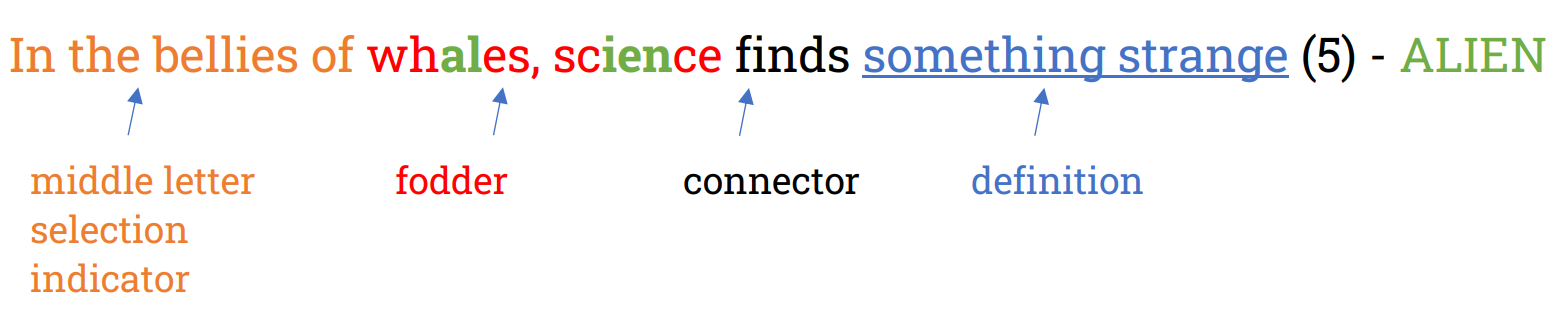 In the bellies of whales, science finds something strange (5) - ALIEN
middle letter
selection
indicator
fodder
connector
definition